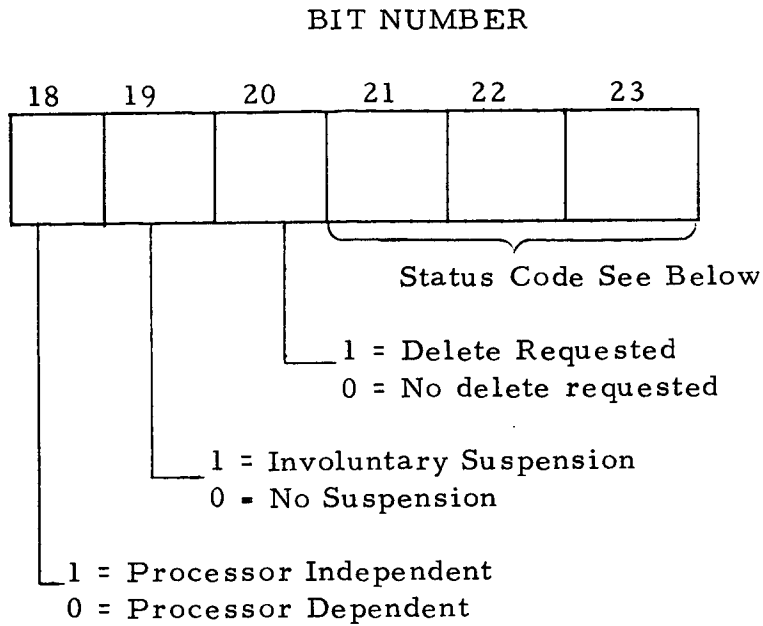 BIT NUMBER
18 19 20 21 22 23
Status Code See Below
1 = Delete Requested
0 = No delete requested
1 = Involuntary Suspension
0 = No Suspension
1 = Processor Independent
0 = Processor Dependent